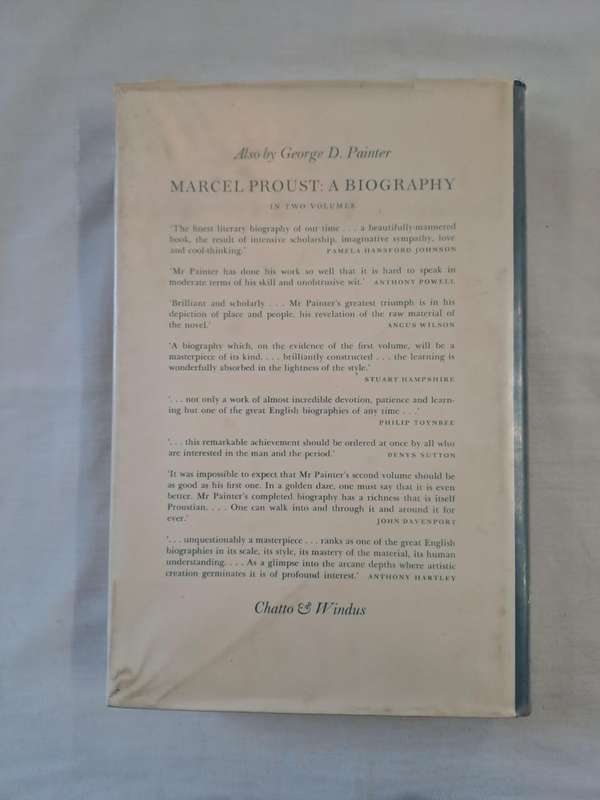 Also by George D. Painter
MARCEL PROUST: A BIOGRAPHY
IN TWO VOLUMES
'The finest literary biography of our time . . . a beautifully-mannered
book, the result of intensive scholarship, imaginative sympathy, love
and cool-thinking.' PAMELA HANSFORD JOHNSON
'Mr Painter has done his work so well that it is hard to speak in
moderate terms of his skill and unobtrusive wit.' ANTHONY POWELL
'Brilliant and scholarly . . . Mr Painter's greatest triumph is in his
depiction of place and people, his revelation of the raw material of
the novel.' ANGUS WILSON
'A biography which, on the evidence of the first volume, will be a
masterpiece of its kind. . . . brilliantly constructed . . . the learning is
wonderfully absorbed in the lightness of the style.'
STUART HAMPSHIRE
'. . . not only a work of almost incredible devotion, patience and learn-
ing but one of the great English biographies of any time . . .'
PHILIP TOYNBEE
'. . . this remarkable achievement should be ordered at once by all who
are interested in the man and the period.' DENYS SUTTON
'It was impossible to expect that Mr Painter's second volume should be
as good as his first one. In a golden daze, one must say that it is even
better. Mr Painter's completed biography has a richness that is itself
Proustian. . . . One can walk into and through it and around it for
ever.' JOHN DAVENPORT
'. . . unquestionably a masterpiece . . . ranks as one of the great English
biographies in its scale, its style, its mastery of the material, its human
understanding. . . . As a glimpse into the arcane depths where artistic
creation germinates it is of profound interest.' ANTHONY HARTLEY
Chatto & Windus